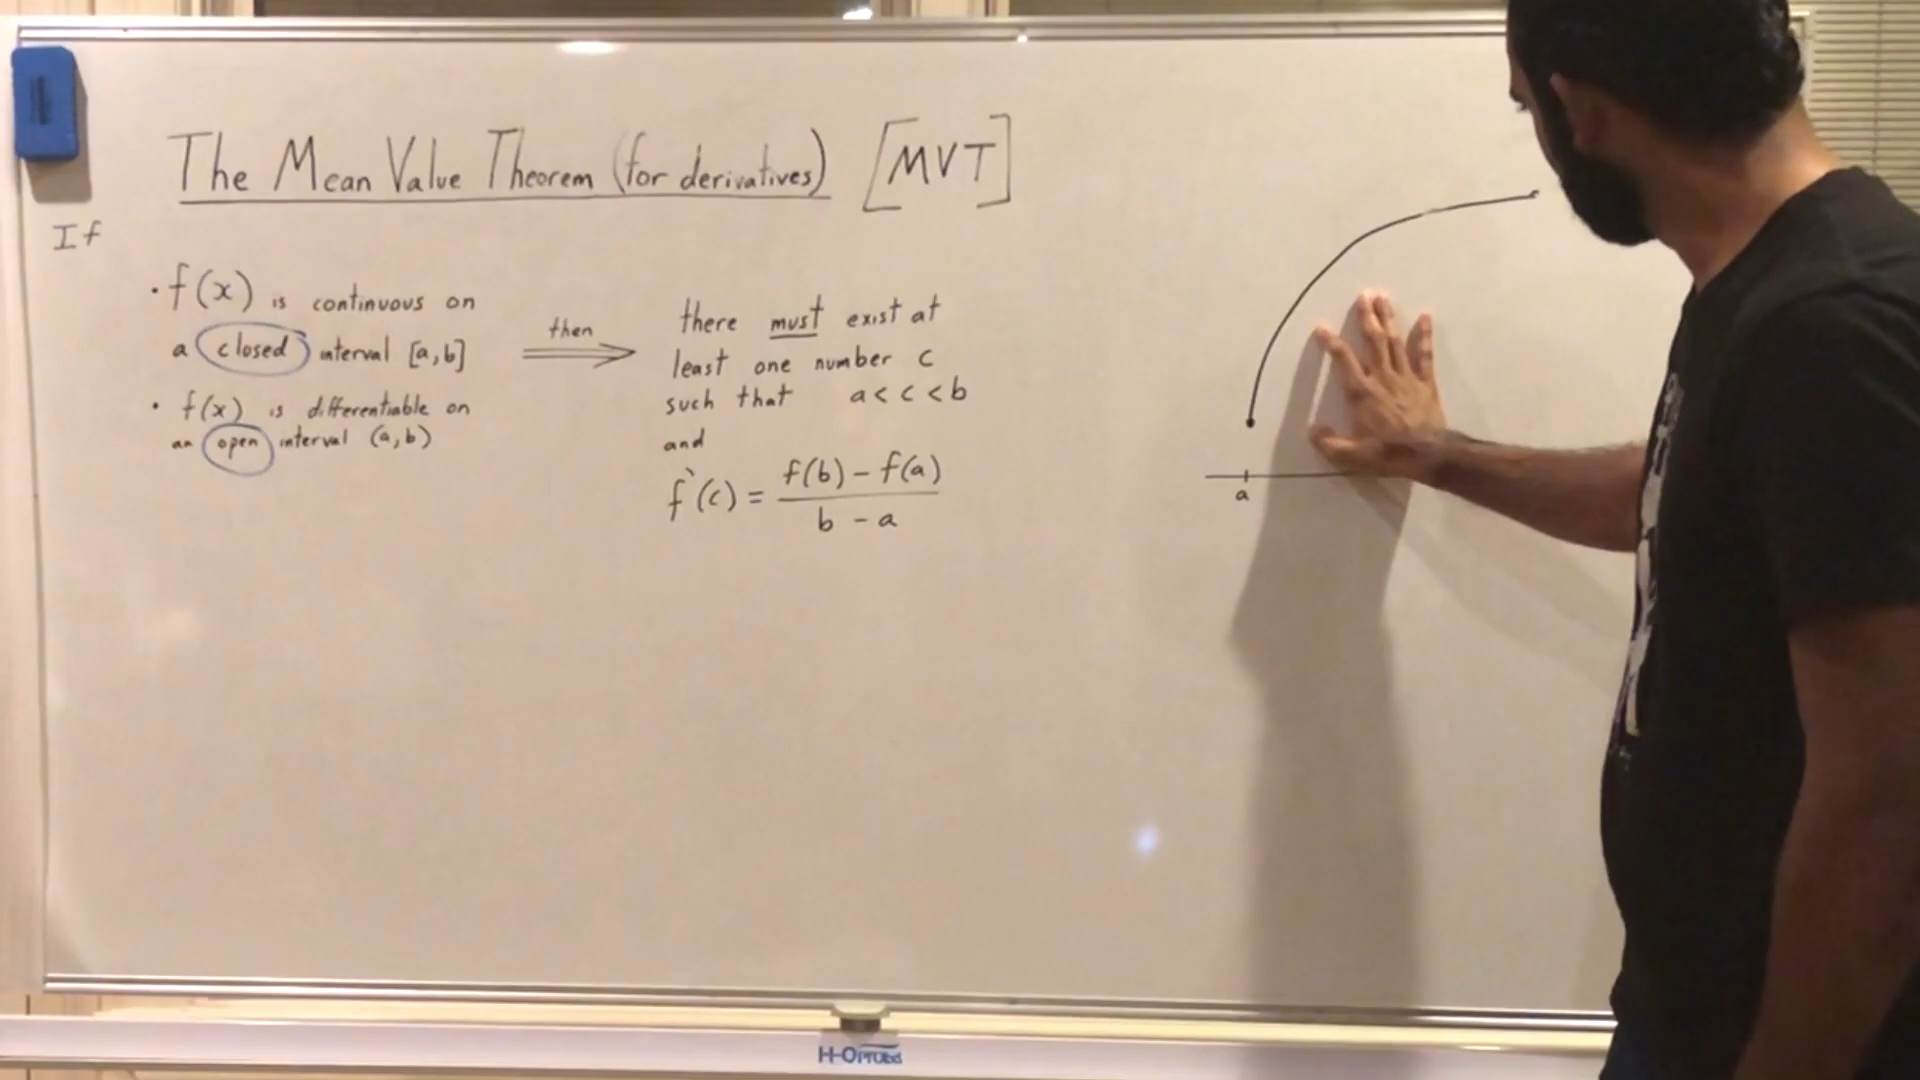 The Mean Value Theorem (for derivatives) [MVT]
If
• f(x) is continuous on
a closed interval [a,b]
• f(x) is differentiable on
an open interval (a,b)
then
there must exist at
least one number c
such that a < c < b
and
f'(c) = f(b) - f(a) / b - a
a